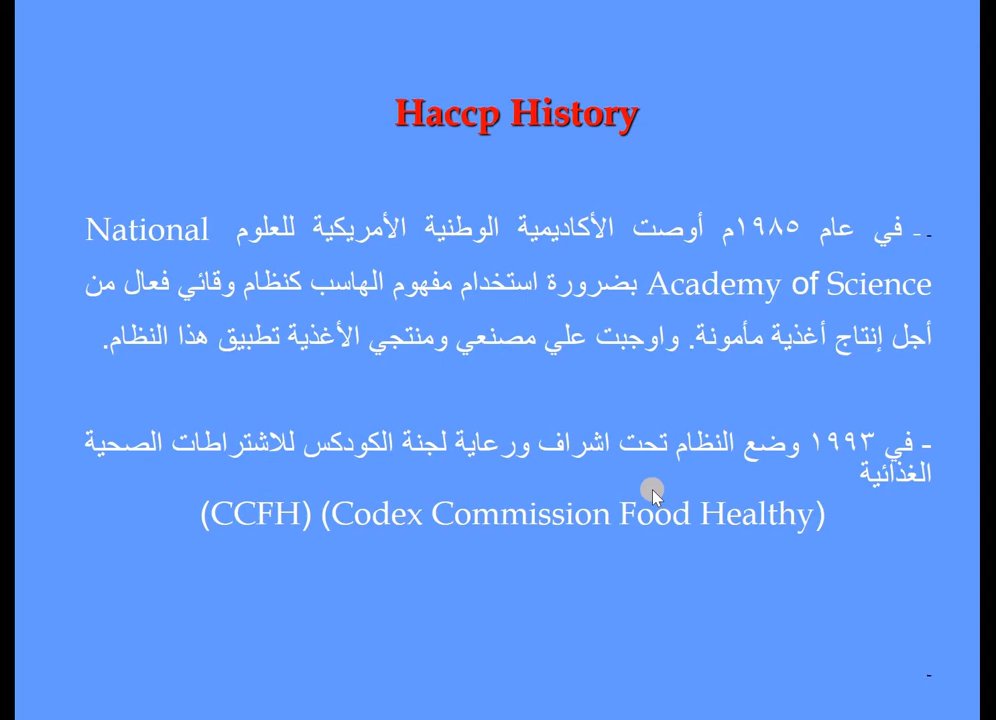 Haccp History
- - في عام ١٩٨٥م أوصت الأكاديمية الوطنية الأمريكية للعلوم National
Academy of Science بضرورة استخدام مفهوم الهاسب كنظام وقائي فعال من
أجل إنتاج أغذية مأمونة. واوجبت علي مصنعي ومنتجي الأغذية تطبيق هذا النظام.
- في ١٩٩٣ وضع النظام تحت اشراف ورعاية لجنة الكودكس للاشتراطات الصحية
الغذائية
(CCFH) (Codex Commission Food Healthy)
-